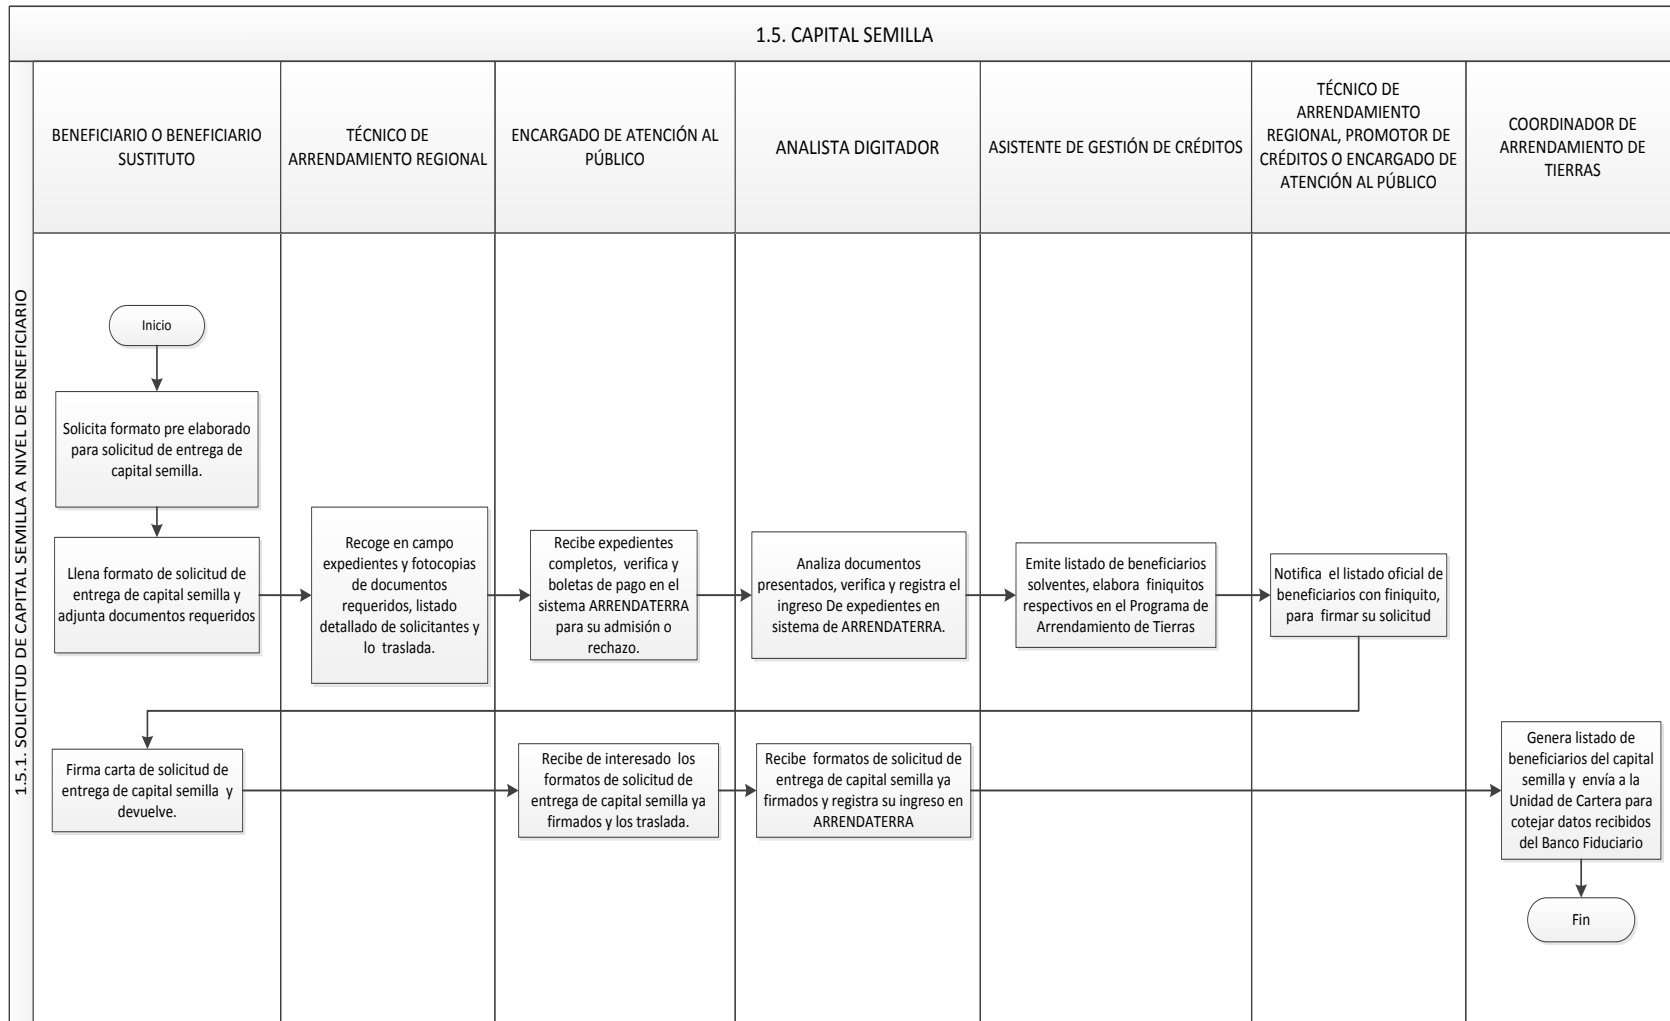 1.5. CAPITAL SEMILLA
1.5.1. SOLICITUD DE CAPITAL SEMILLA A NIVEL DE BENEFICIARIO
BENEFICIARIO O BENEFICIARIO
SUSTITUTO
TÉCNICO DE
ARRENDAMIENTO REGIONAL
ENCARGADO DE ATENCIÓN AL
PÚBLICO
ANALISTA DIGITADOR
ASISTENTE DE GESTIÓN DE CRÉDITOS
TÉCNICO DE
ARRENDAMIENTO
REGIONAL, PROMOTOR DE
CRÉDITOS O ENCARGADO DE
ATENCIÓN AL PÚBLICO
COORDINADOR DE
ARRENDAMIENTO DE
TIERRAS
Inicio
Solicita formato pre elaborado
para solicitud de entrega de
capital semilla.
Llena formato de solicitud de
entrega de capital semilla y
adjunta documentos requeridos
Recoge en campo
expedientes y fotocopias
de documentos
requeridos, listado
detallado de solicitantes y
lo traslada.
Recibe expedientes
completos, verifica y
boletas de pago en el
sistema ARRENDATERRA
para su admisión o
rechazo.
Analiza documentos
presentados, verifica y registra el
ingreso De expedientes en
sistema de ARRENDATERRA.
Emite listado de beneficiarios
solventes, elabora finiquitos
respectivos en el Programa de
Arrendamiento de Tierras
Notifica el listado oficial de
beneficiarios con finiquito,
para firmar su solicitud
Firma carta de solicitud de
entrega de capital semilla y
devuelve.
Recibe de interesado los
formatos de solicitud de
entrega de capital semilla ya
firmados y los traslada.
Recibe formatos de solicitud de
entrega de capital semilla ya
firmados y registra su ingreso en
ARRENDATERRA
Genera listado de
beneficiarios del capital
semilla y envía a la
Unidad de Cartera para
cotejar datos recibidos
del Banco Fiduciario
Fin